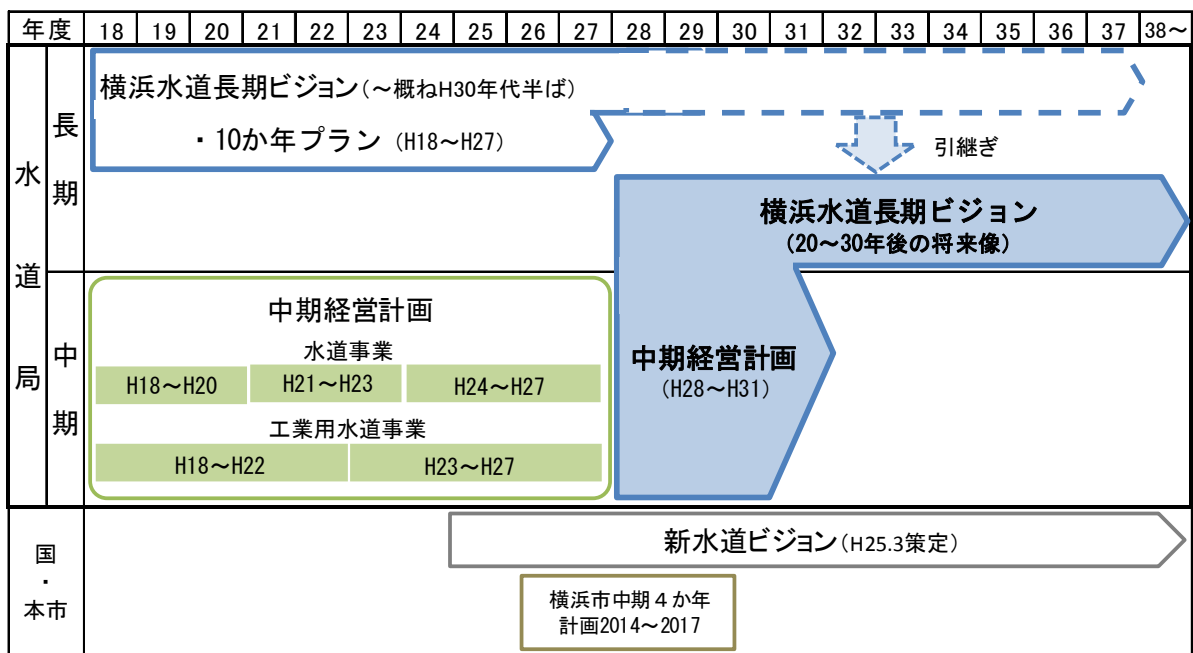 年度 18 19 20 21 22 23 24 25 26 27 28 29 30 31 32 33 34 35 36 37 38～
水道局
長期
横浜水道長期ビジョン（～概ねH30年代半ば）
・10か年プラン（H18～H27）
引継ぎ
横浜水道長期ビジョン
（20～30年後の将来像）
中期
中期経営計画
水道事業
H18～H20 H21～H23 H24～H27
工業用水道事業
H18～H22 H23～H27
中期経営計画
（H28～H31）
国・本市
新水道ビジョン（H25.3策定）
横浜市中期４か年
計画2014～2017